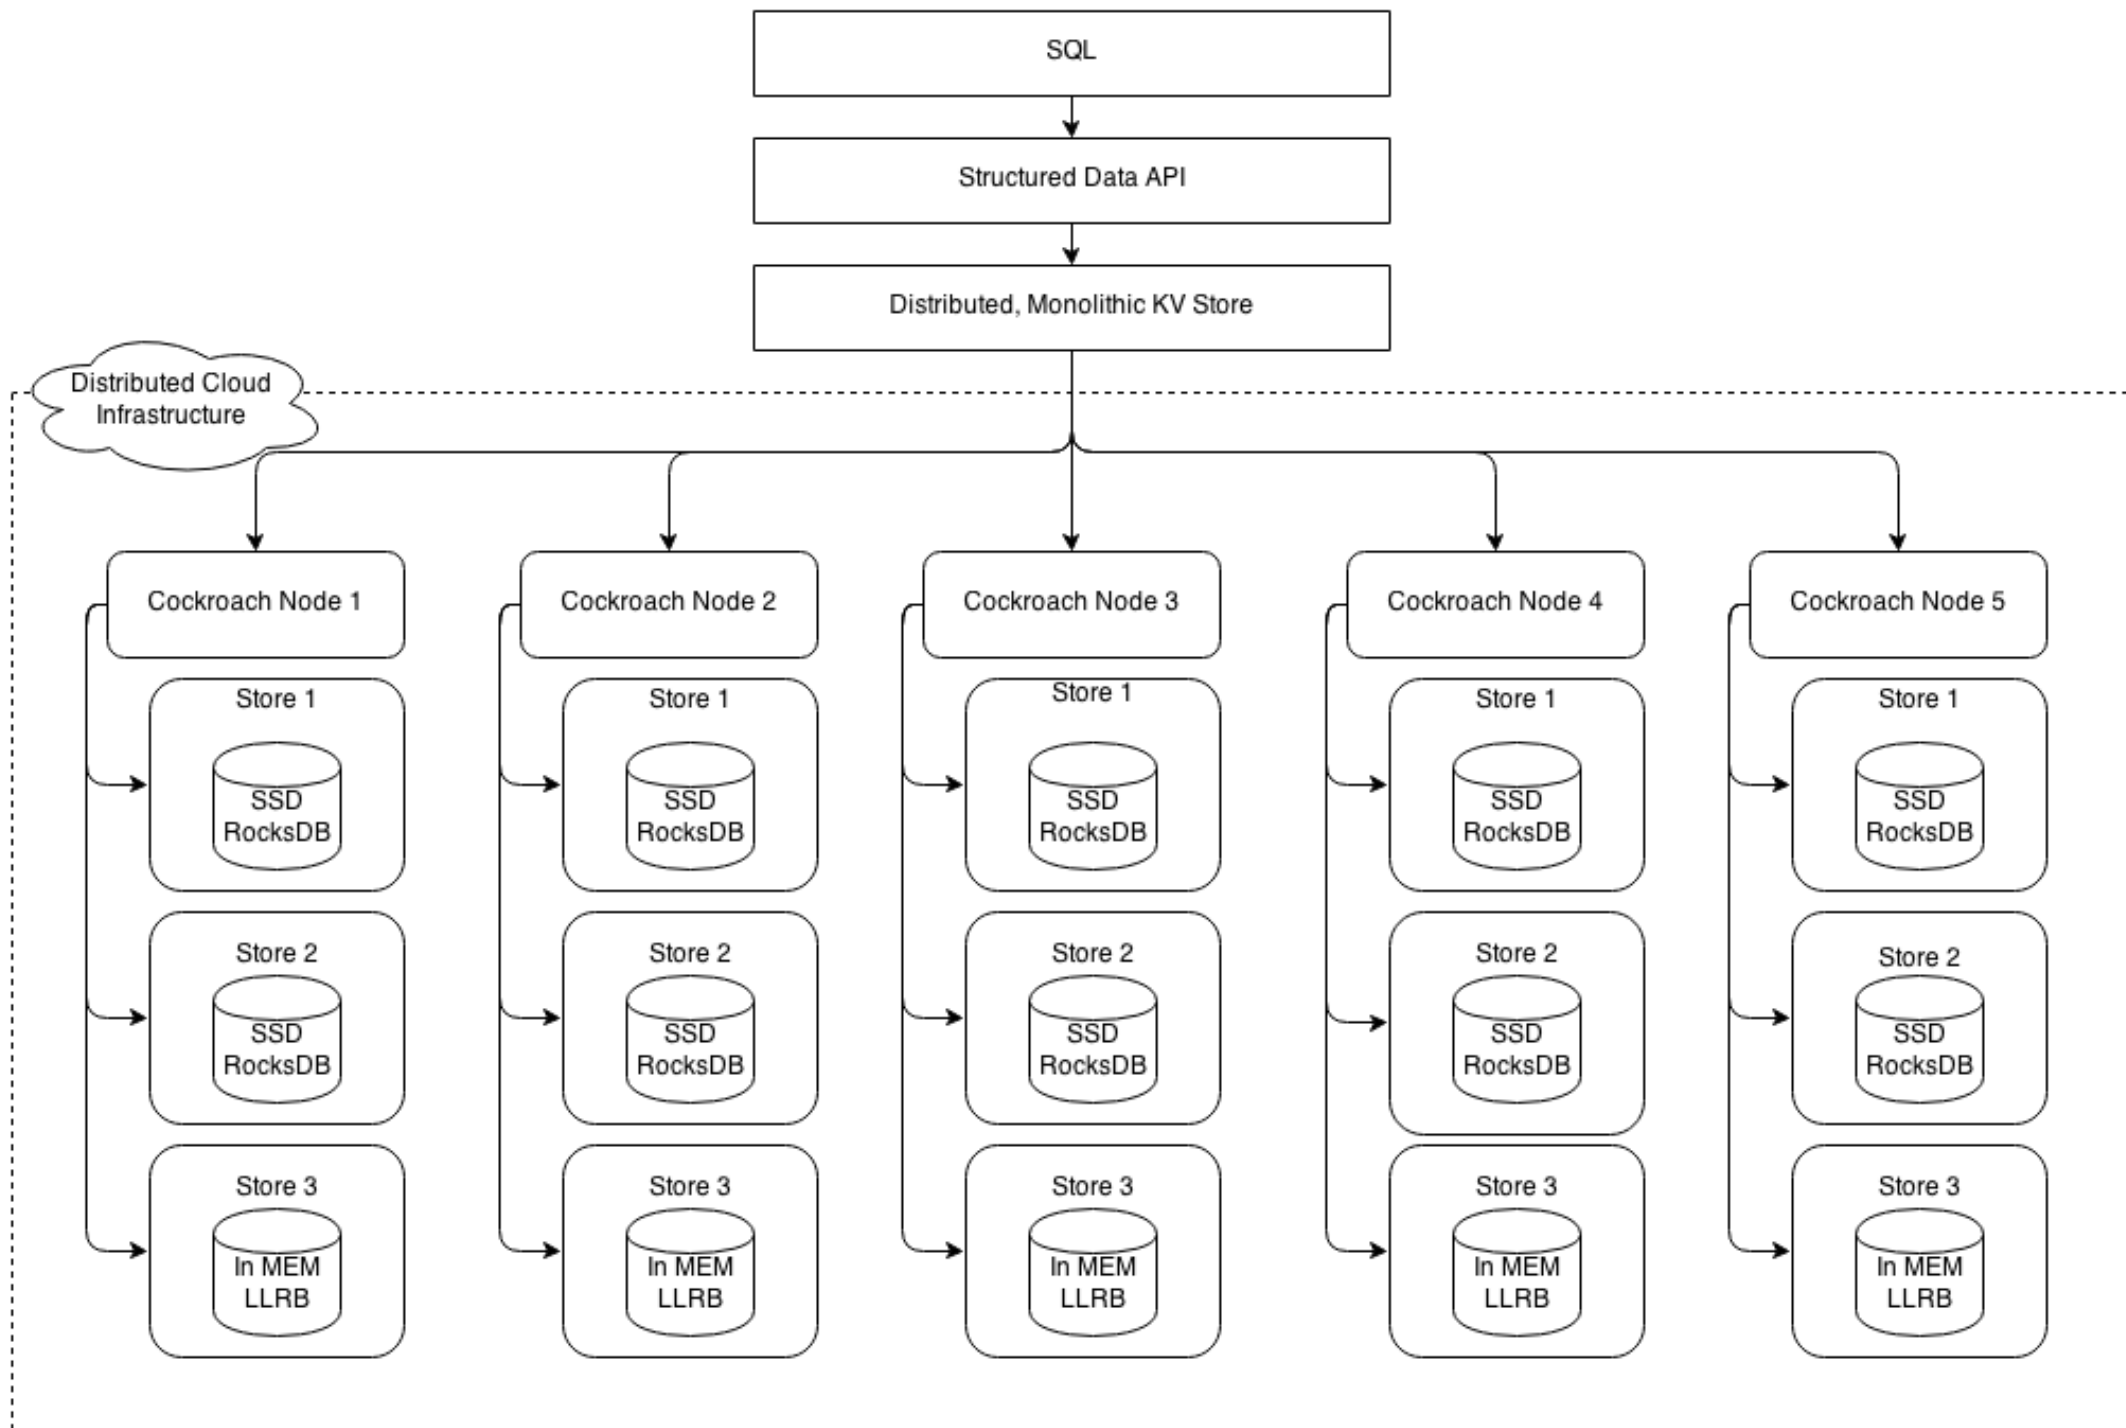 SQL
Structured Data API
Distributed, Monolithic KV Store
Distributed Cloud
Infrastructure
Cockroach Node 1
Cockroach Node 2
Cockroach Node 3
Cockroach Node 4
Cockroach Node 5
Store 1
SSD
RocksDB
Store 1
SSD
RocksDB
Store 1
SSD
RocksDB
Store 1
SSD
RocksDB
Store 1
SSD
RocksDB
Store 2
SSD
RocksDB
Store 2
SSD
RocksDB
Store 2
SSD
RocksDB
Store 2
SSD
RocksDB
Store 2
SSD
RocksDB
Store 3
In MEM
LLRB
Store 3
In MEM
LLRB
Store 3
In MEM
LLRB
Store 3
In MEM
LLRB
Store 3
In MEM
LLRB